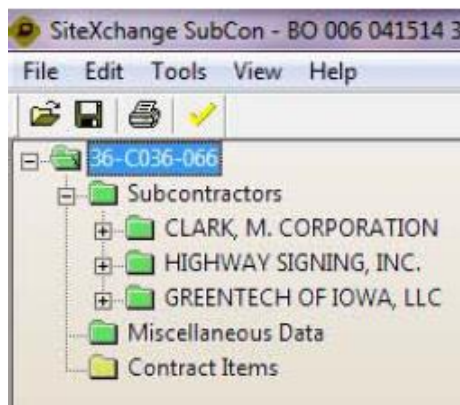 SiteXchange SubCon - BO 006 041514 3
File Edit Tools View Help
36-C036-066
Subcontractors
CLARK, M. CORPORATION
HIGHWAY SIGNING, INC.
GREENTECH OF IOWA, LLC
Miscellaneous Data
Contract Items